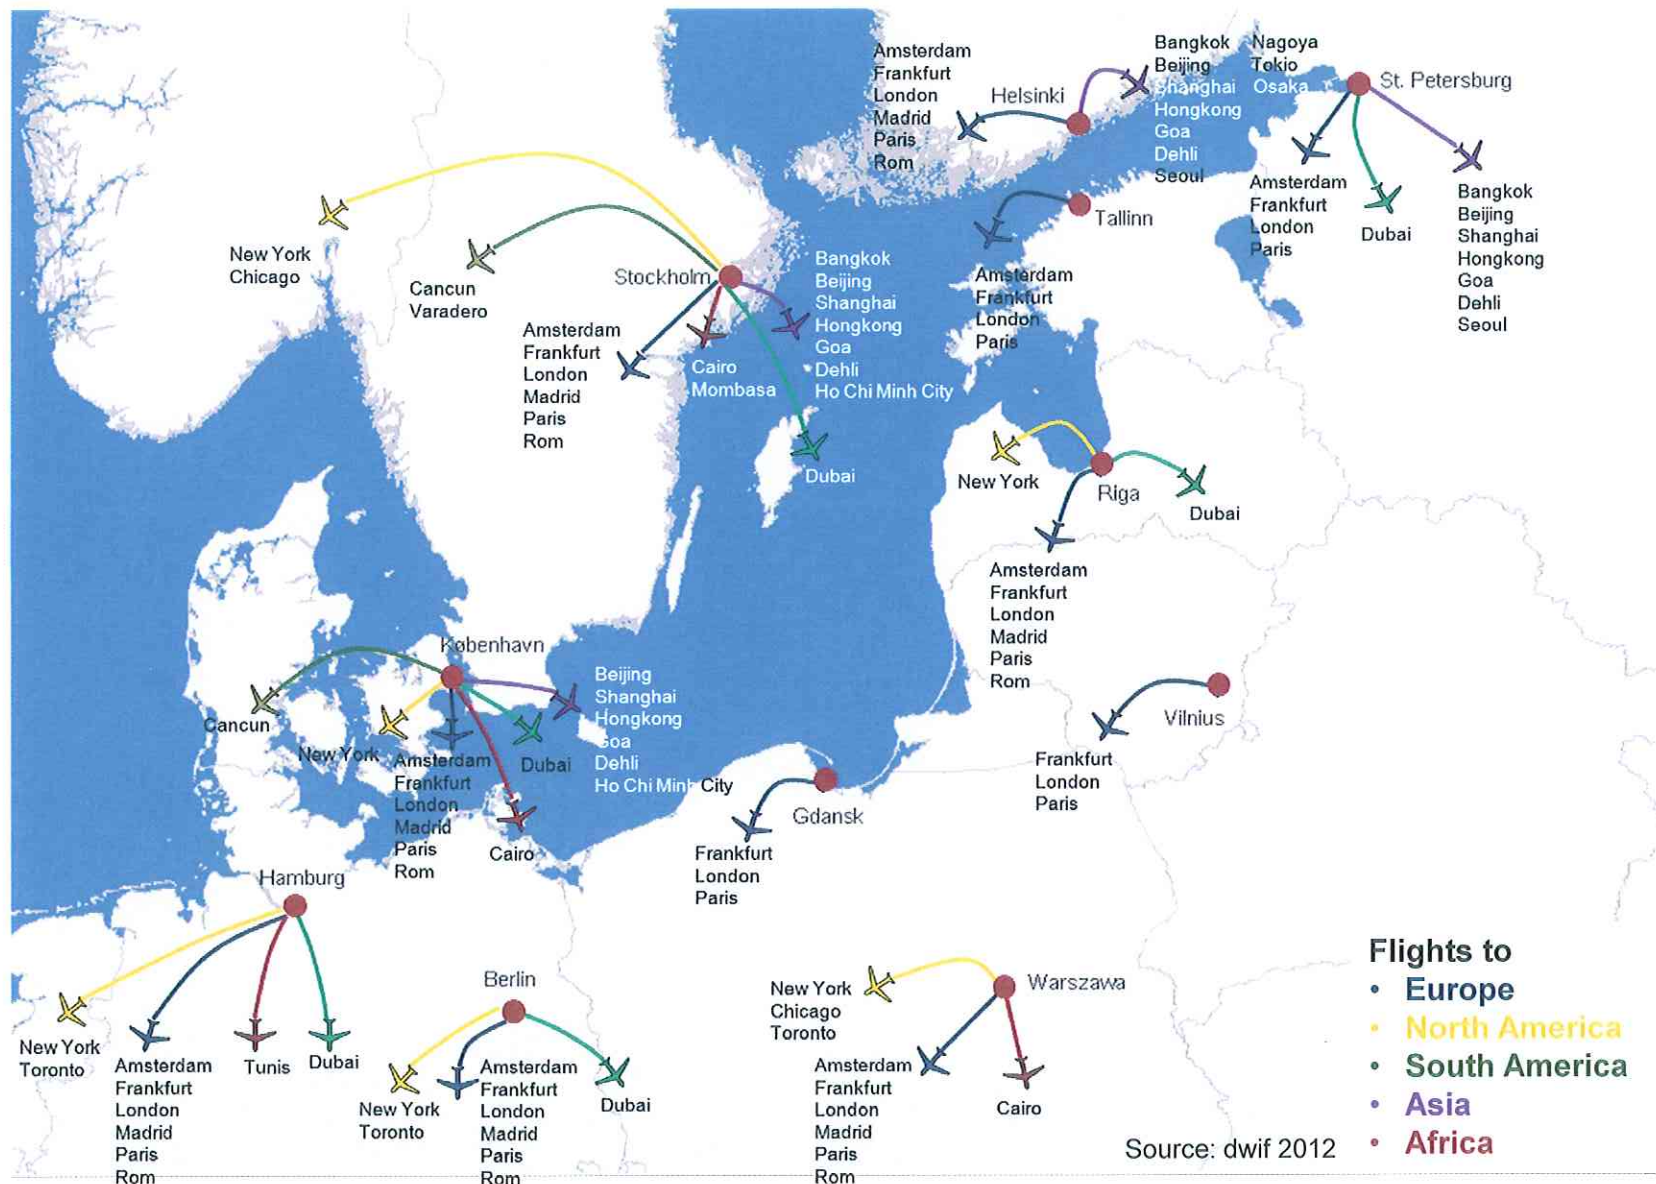 Amsterdam
Frankfurt
London
Madrid
Paris
Rom
Helsinki
Bangkok
Beijing
Shanghai
Hongkong
Goa
Dehli
Seoul
Nagoya
Tokio
Osaka
St. Petersburg
Amsterdam
Frankfurt
London
Paris
Dubai
Bangkok
Beijing
Shanghai
Hongkong
Goa
Dehli
Seoul
Tallinn
Amsterdam
Frankfurt
London
Paris
New York
Chicago
Cancun
Varadero
Stockholm
Amsterdam
Frankfurt
London
Madrid
Paris
Rom
Cairo
Mombasa
Bangkok
Beijing
Shanghai
Hongkong
Goa
Dehli
Ho Chi Minh City
Dubai
New York
Riga
Dubai
Amsterdam
Frankfurt
London
Madrid
Paris
Rom
København
Cancun
New York
Amsterdam
Frankfurt
London
Madrid
Paris
Rom
Dubai
Cairo
Beijing
Shanghai
Hongkong
Goa
Dehli
Ho Chi Minh City
Vilnius
Frankfurt
London
Paris
Gdansk
Frankfurt
London
Paris
Hamburg
New York
Toronto
Amsterdam
Frankfurt
London
Madrid
Paris
Rom
Tunis
Dubai
Berlin
New York
Toronto
Amsterdam
Frankfurt
London
Madrid
Paris
Rom
Dubai
Warszawa
New York
Chicago
Toronto
Amsterdam
Frankfurt
London
Madrid
Paris
Rom
Cairo
Flights to
• Europe
• North America
• South America
• Asia
• Africa
Source: dwif 2012